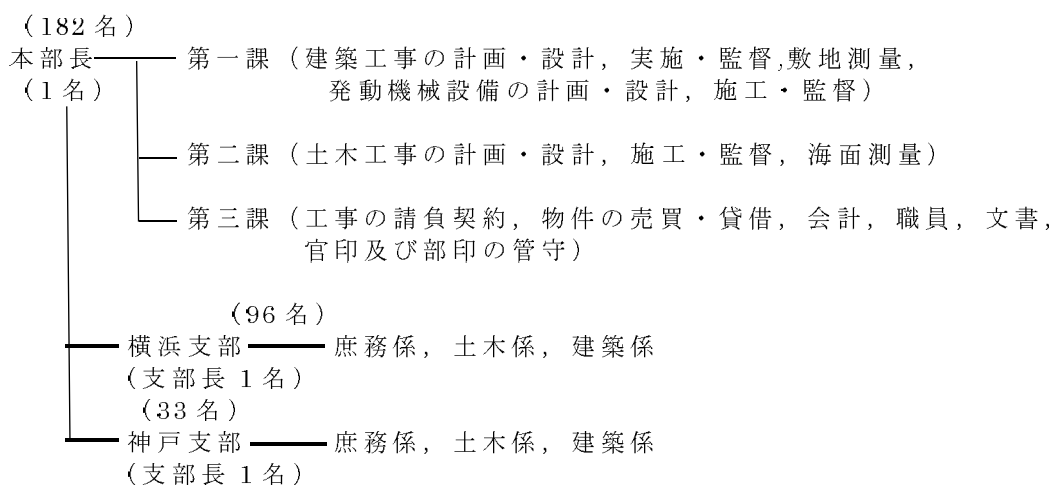 （182名）
本部長 第一課（建築工事の計画・設計，実施・監督,敷地測量，
（1名） 発動機械設備の計画・設計，施工・監督）
第二課（土木工事の計画・設計，施工・監督，海面測量）
第三課（工事の請負契約，物件の売買・貸借，会計，職員，文書，
官印及び部印の管守）
（96名）
横浜支部 庶務係，土木係，建築係
（支部長 1名）
（33名）
神戸支部 庶務係，土木係，建築係
（支部長 1名）